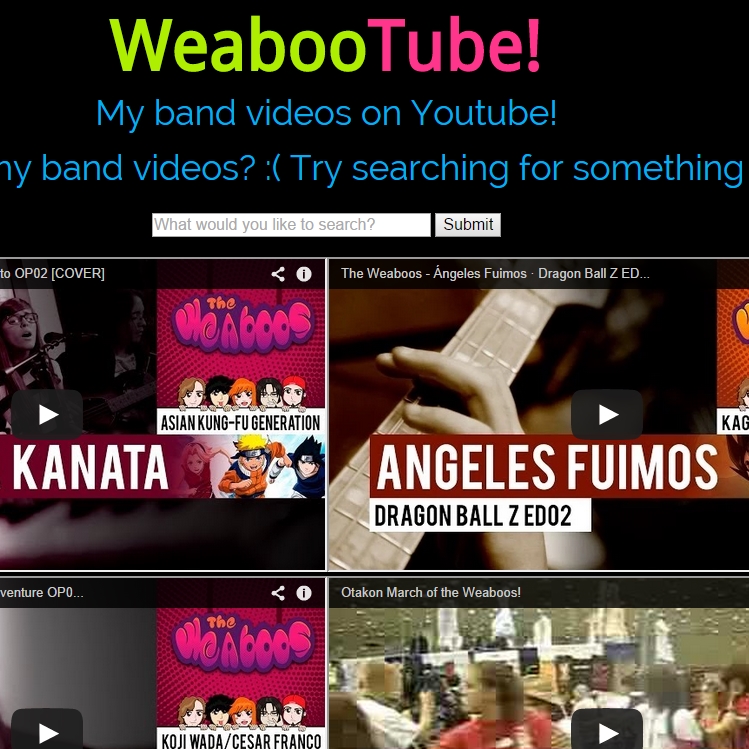 WeabooTube!
My band videos on Youtube!
my band videos? :( Try searching for something
What would you like to search? Submit
to OP02 [COVER]
The Weaboos - Ángeles Fuimos · Dragon Ball Z ED...
The
Weaboos
ASIAN KUNG-FU GENERATION
KAG
KANATA
ANGELES FUIMOS
DRAGON BALL Z ED02
venture OP0...
Otakon March of the Weaboos!
The
Weaboos
KOJI WADA/CESAR FRANCO